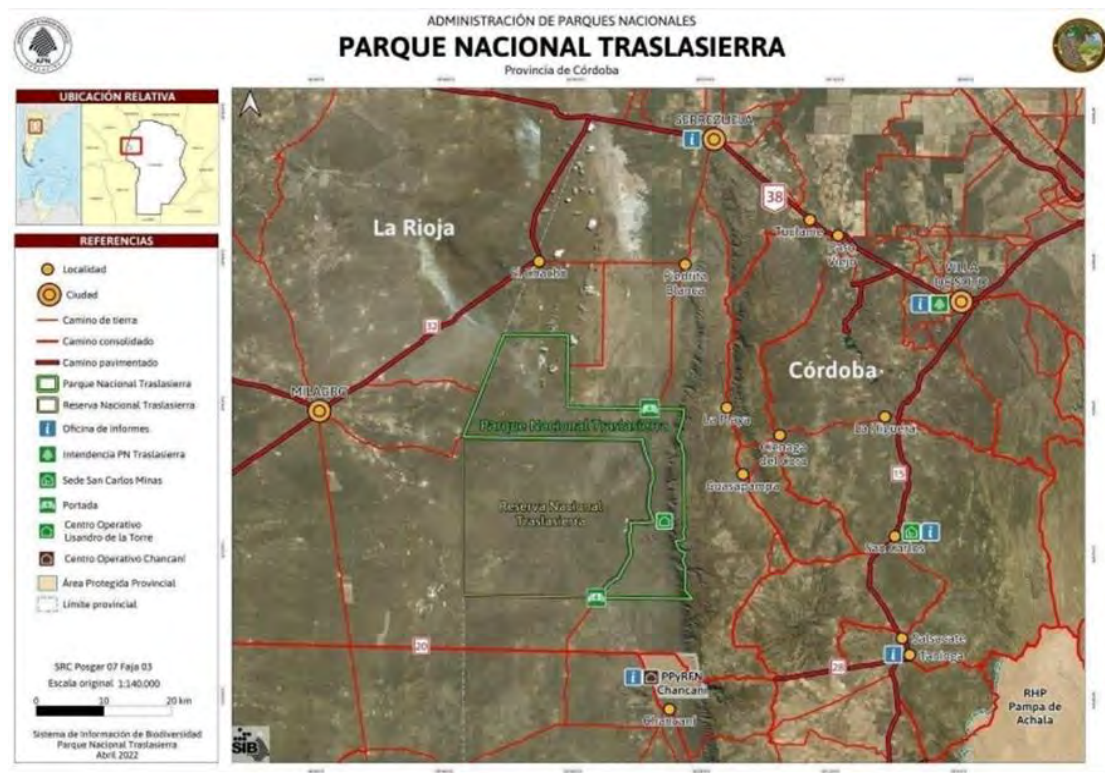 ADMINISTRACIÓN DE PARQUES NACIONALES
PARQUE NACIONAL TRASLASIERRA
Provincia de Córdoba
APN
UBICACIÓN RELATIVA
REFERENCIAS
Localidad
Ciudad
Camino de tierra
Camino consolidado
Camino pavimentado
Parque Nacional Traslasierra
Reserva Nacional Traslasierra
Oficina de informes
Intendencia PN Traslasierra
Sede San Carlos Minas
Portada
Centro Operativo
Lisandro de la Torre
Centro Operativo Chancaní
Área Protegida Provincial
Límite provincial
SRC Posgar 07 Faja 03
Escala original 1:140.000
0 10 20 km
Sistema de Información de Biodiversidad
Parque Nacional Traslasierra
Abril 2022
SERREZUELA
38
La Rioja
Tuclame
Paso
Viejo
El Chacho
Piedrita
Blanca
VILLA
DE SOTO
32
Córdoba
MILAGRO
La Playa
La Higuera
Parque Nacional Traslasierra
Ciénaga
del Coro
Guasapampa
15
Reserva Nacional
Traslasierra
San Carlos
Salsacate
Taninga
20
28
PPyRFN
Chancaní
Chancaní
RHP
Pampa de
Achala
SIB